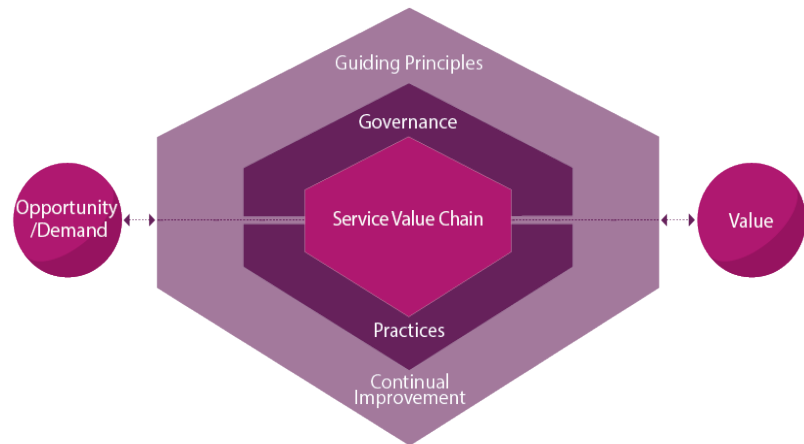 Guiding Principles
Governance
Opportunity
/Demand
Service Value Chain
Value
Practices
Continual
Improvement